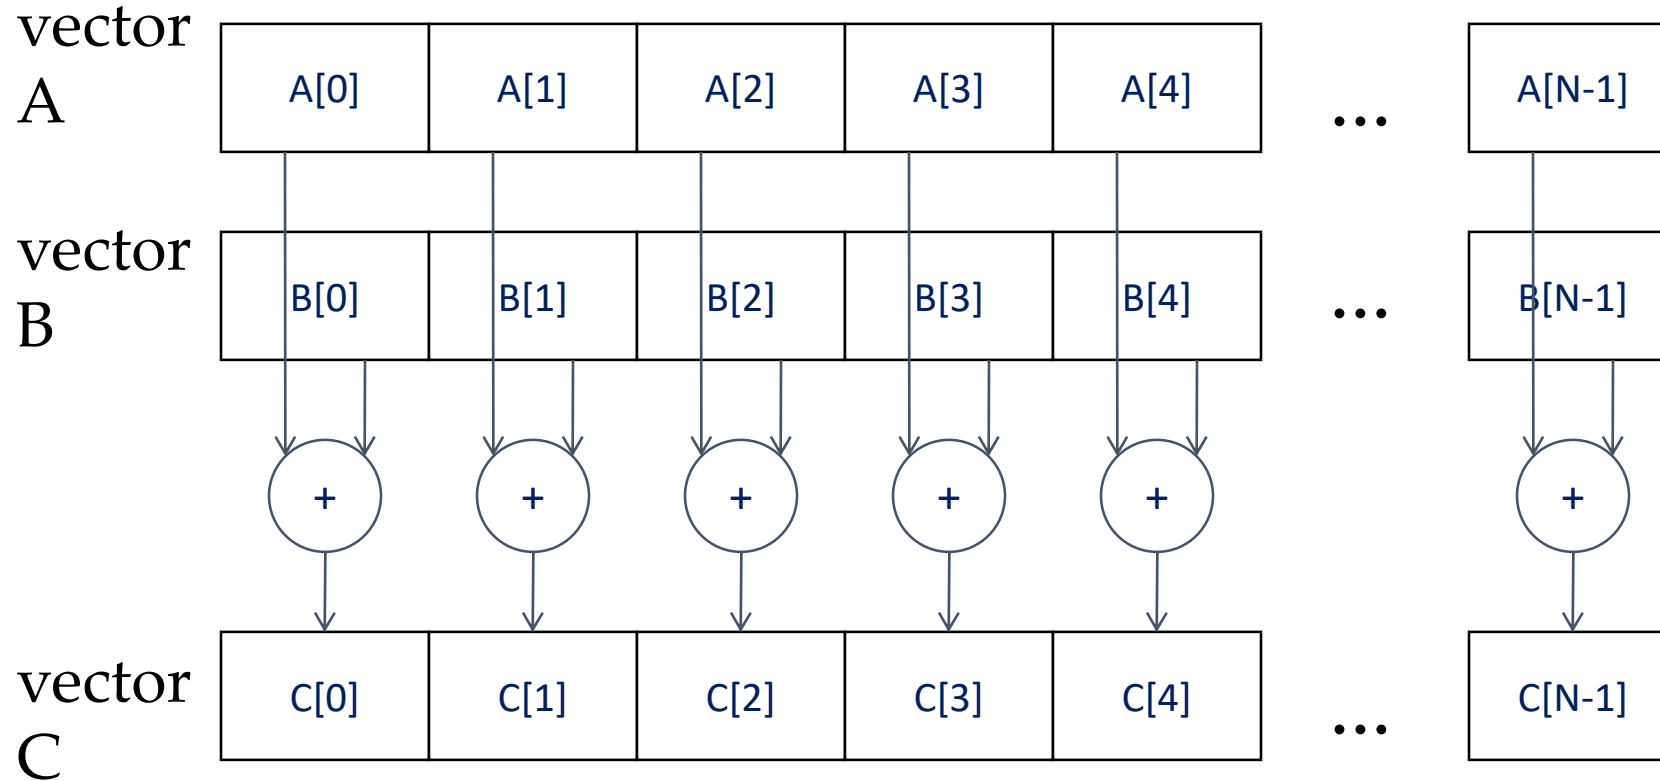 vector
A
A[0] A[1] A[2] A[3] A[4] ... A[N-1]
vector
B
B[0] B[1] B[2] B[3] B[4] ... B[N-1]
+ + + + + +
vector
C
C[0] C[1] C[2] C[3] C[4] ... C[N-1]